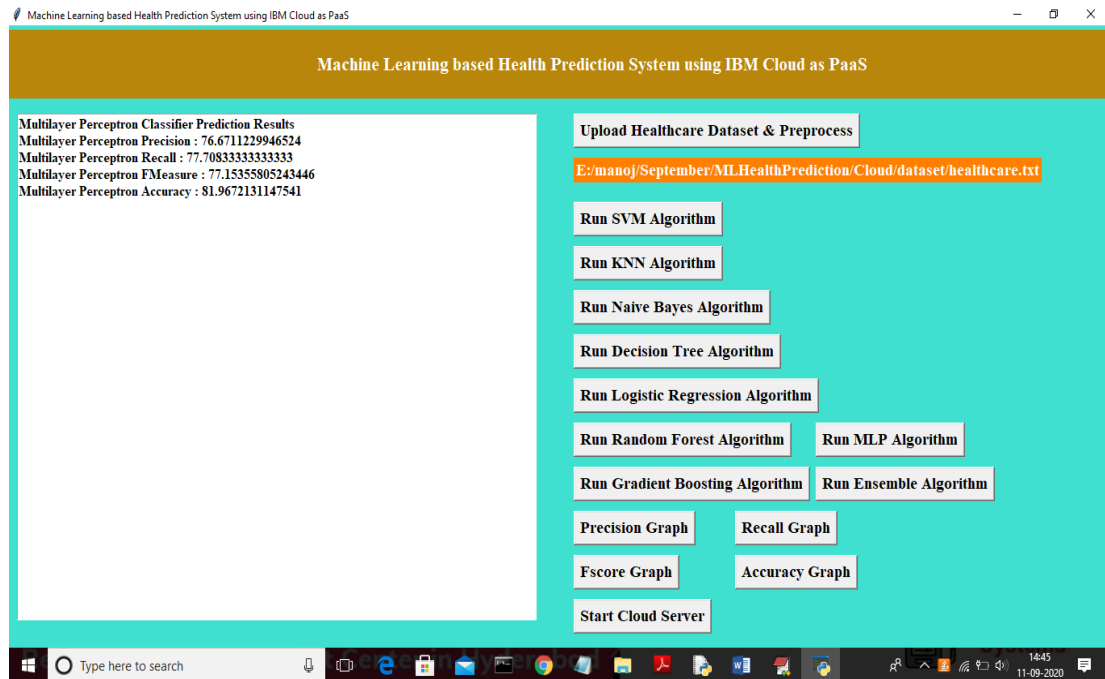 Machine Learning based Health Prediction System using IBM Cloud as PaaS
Machine Learning based Health Prediction System using IBM Cloud as PaaS
Multilayer Perceptron Classifier Prediction Results
Multilayer Perceptron Precision : 76.6711229946524
Multilayer Perceptron Recall : 77.70833333333333
Multilayer Perceptron FMeasure : 77.15355805243446
Multilayer Perceptron Accuracy : 81.9672131147541
Upload Healthcare Dataset & Preprocess
E:/manoj/September/MLHealthPrediction/Cloud/dataset/healthcare.txt
Run SVM Algorithm
Run KNN Algorithm
Run Naive Bayes Algorithm
Run Decision Tree Algorithm
Run Logistic Regression Algorithm
Run Random Forest Algorithm Run MLP Algorithm
Run Gradient Boosting Algorithm Run Ensemble Algorithm
Precision Graph Recall Graph
Fscore Graph Accuracy Graph
Start Cloud Server
Type here to search
14:45
11-09-2020